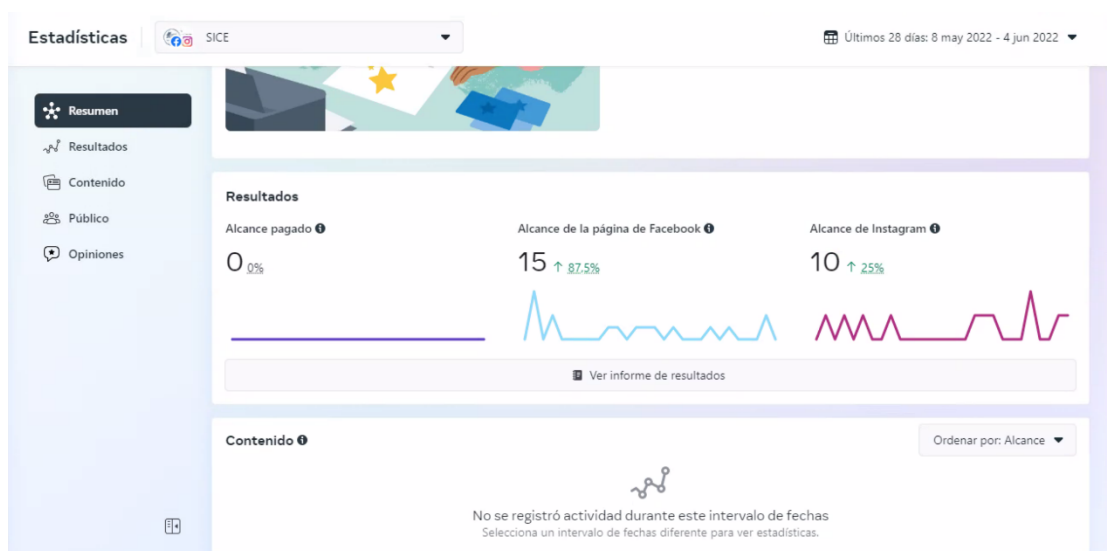 Estadísticas
SICE
Últimos 28 días: 8 may 2022 - 4 jun 2022
Resumen
Resultados
Contenido
Público
Opiniones
Resultados
Alcance pagado
0 0%
Alcance de la página de Facebook
15 ↑ 87,5%
Alcance de Instagram
10 ↑ 25%
Ver informe de resultados
Contenido
Ordenar por: Alcance
No se registró actividad durante este intervalo de fechas
Selecciona un intervalo de fechas diferente para ver estadísticas.